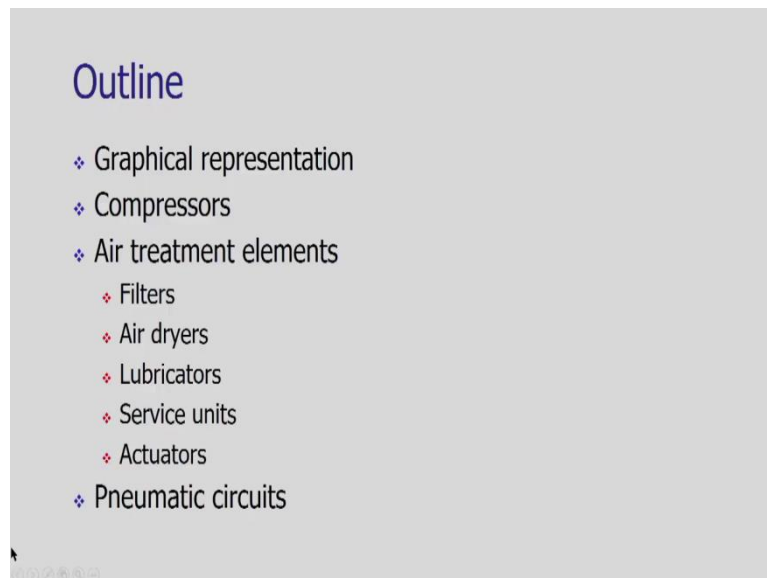 Outline
Graphical representation
Compressors
Air treatment elements
Filters
Air dryers
Lubricators
Service units
Actuators
Pneumatic circuits